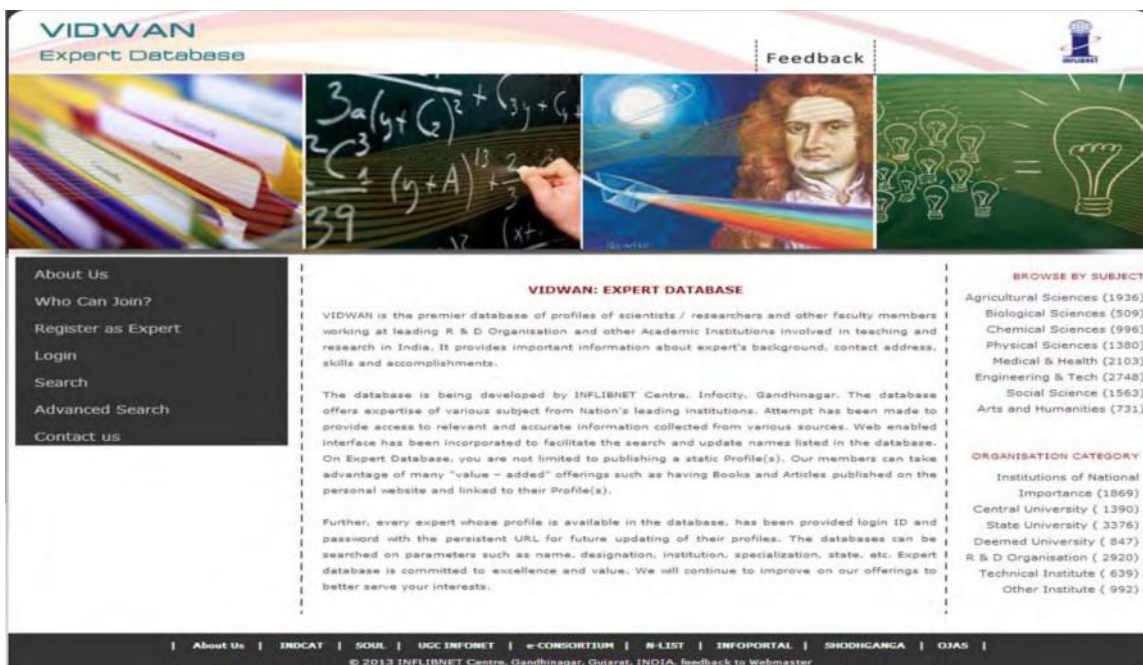 VIDWAN
Expert Database
Feedback
INFLIBNET
3a(y+C₂)² + C₃y + C₄
(y+A)¹³ +
39
=
About Us
Who Can Join?
Register as Expert
Login
Search
Advanced Search
Contact us
VIDWAN: EXPERT DATABASE
VIDWAN is the premier database of profiles of scientists / researchers and other faculty members
working at leading R & D Organisation and other Academic Institutions involved in teaching and
research in India. It provides important information about expert's background, contact address,
skills and accomplishments.
The database is being developed by INFLIBNET Centre, Infocity, Gandhinagar. The database
offers expertise of various subject from Nation's leading institutions. Attempt has been made to
provide access to relevant and accurate information collected from various sources. Web enabled
interface has been incorporated to facilitate the search and update names listed in the database.
On Expert Database, you are not limited to publishing a static Profile(s). Our members can take
advantage of many "value – added" offerings such as having Books and Articles published on the
personal website and linked to their Profile(s).
Further, every expert whose profile is available in the database, has been provided login ID and
password with the persistent URL for future updating of their profiles. The databases can be
searched on parameters such as name, designation, institution, specialization, state, etc. Expert
database is committed to excellence and value. We will continue to improve on our offerings to
better serve your interests.
BROWSE BY SUBJECT
Agricultural Sciences (1936)
Biological Sciences (509)
Chemical Sciences (996)
Physical Sciences (1380)
Medical & Health (2103)
Engineering & Tech (2748)
Social Science (1563)
Arts and Humanities (731)
ORGANISATION CATEGORY
Institutions of National
Importance (1869)
Central University ( 1390)
State University ( 3376)
Deemed University ( 847)
R & D Organisation ( 2920)
Technical Institute ( 639)
Other Institute ( 992)
| About Us | INDCAT | SOUL | UGC INFONET | e-CONSORTIUM | N-LIST | INFOPORTAL | SHODHGANGA | OJAS |
© 2013 INFLIBNET Centre, Gandhinagar, Gujarat, INDIA, feedback to Webmaster